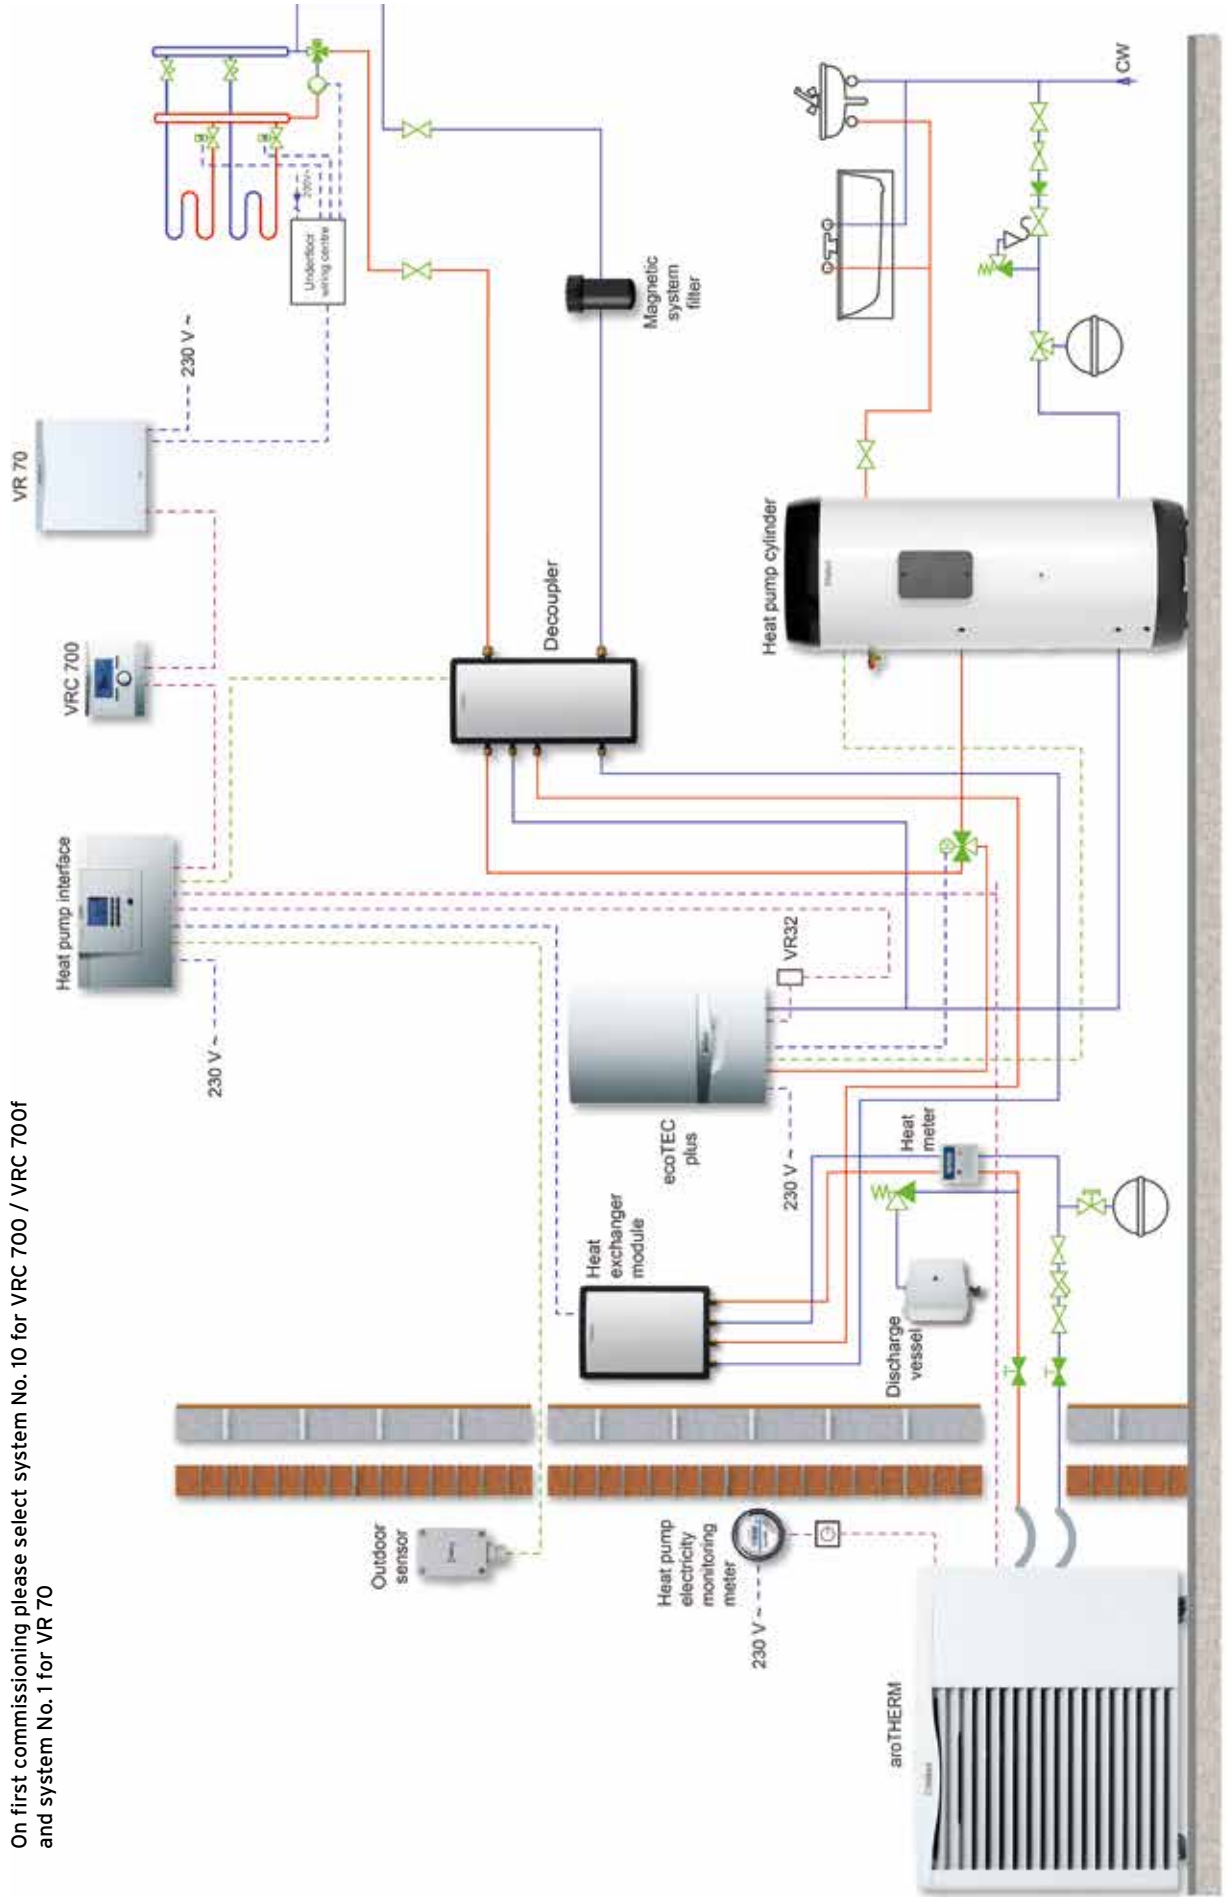 On first commissioning please select system No. 10 for VRC 700 / VRC 700f
and system No. 1 for VR 70
Outdoor
sensor
Heat pump
electricity
monitoring
meter
230 V ~
aroTHERM
230 V ~
Heat pump interface
VRC 700
VR 70
230 V ~
Underfloor
wiring centre
230V~
Heat
exchanger
module
ecoTEC
plus
230 V ~
VR32
Decoupler
Magnetic
system
filter
Discharge
vessel
Heat
meter
Heat pump cylinder
CW